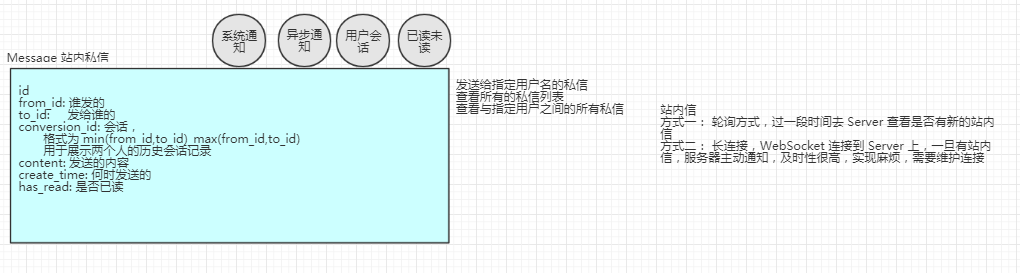 系统通
知
异步通
知
用户会
话
已读未
读
Message 站内私信
id
from_id: 谁发的
to_id: 发给谁的
conversion_id: 会话，
格式为 min(from_id,to_id)_max(from_id,to_id)
用于展示两个人的历史会话记录
content: 发送的内容
create_time: 何时发送的
has_read: 是否已读
发送给指定用户名的私信
查看所有的私信列表
查看与指定用户之间的所有私信
站内信
方式一： 轮询方式，过一段时间去 Server 查看是否有新的站内
信
方式二： 长连接，WebSocket 连接到 Server 上，一旦有站内
信，服务器主动通知，及时性很高，实现麻烦，需要维护连接